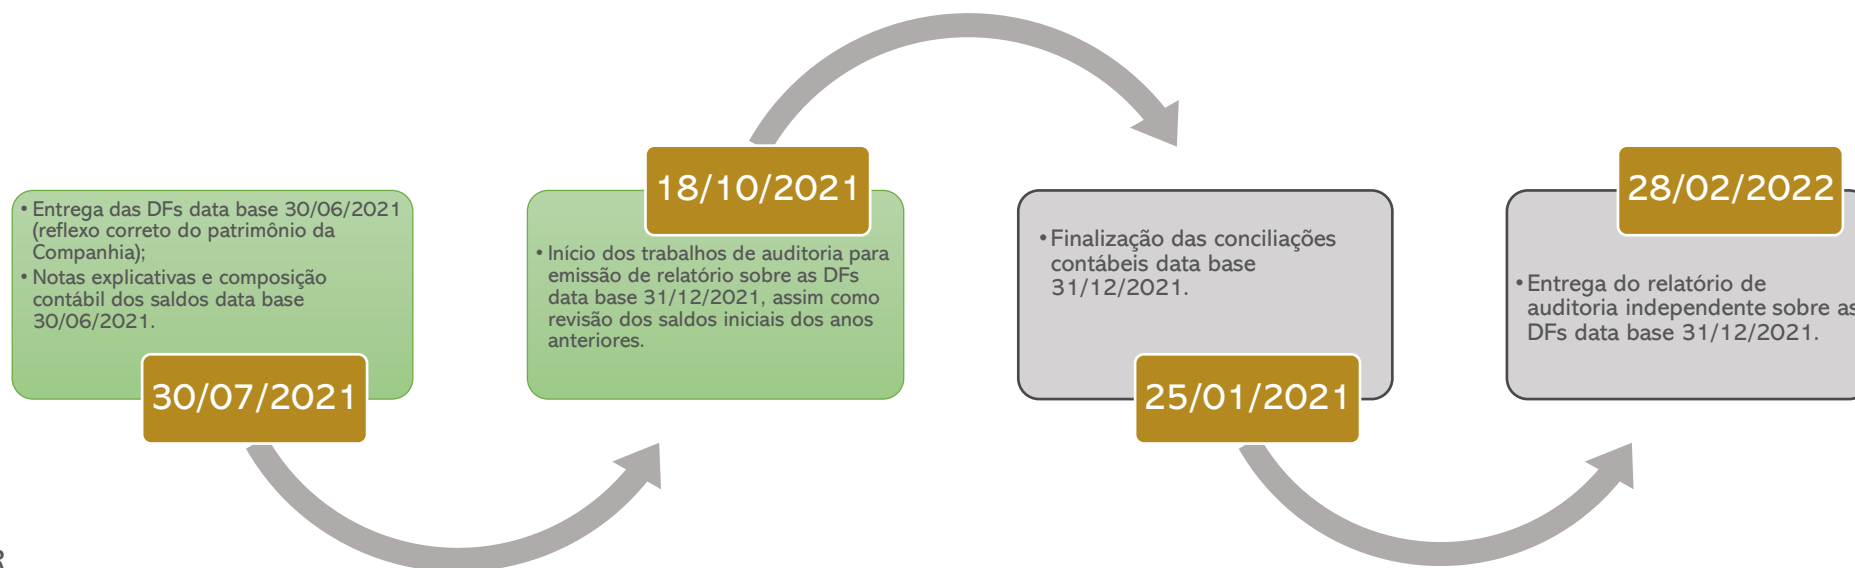 • Entrega das DFs data base 30/06/2021
(reflexo correto do patrimônio da
Companhia);
• Notas explicativas e composição
contábil dos saldos data base
30/06/2021.
30/07/2021
18/10/2021
• Início dos trabalhos de auditoria para
emissão de relatório sobre as DFs
data base 31/12/2021, assim como
revisão dos saldos iniciais dos anos
anteriores.
• Finalização das conciliações
contábeis data base
31/12/2021.
25/01/2021
28/02/2022
• Entrega do relatório de
auditoria independente sobre as
DFs data base 31/12/2021.